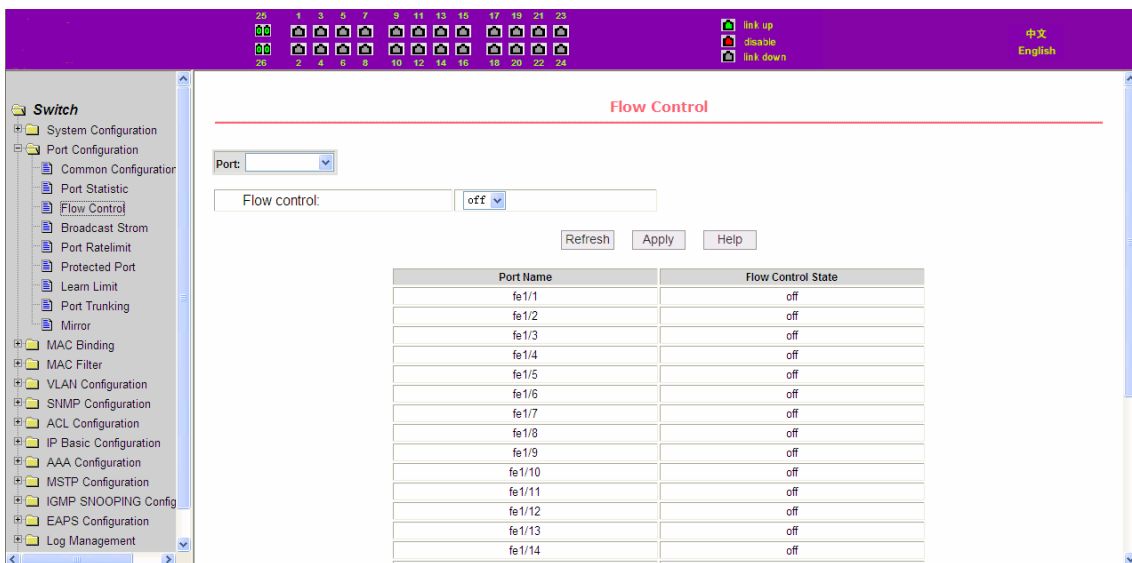 25 1 3 5 7 9 11 13 15 17 19 21 23
26 2 4 6 8 10 12 14 16 18 20 22 24
link up
disable
link down
中文
English
Switch
System Configuration
Port Configuration
Common Configuration
Port Statistic
Flow Control
Broadcast Strom
Port Ratelimit
Protected Port
Learn Limit
Port Trunking
Mirror
MAC Binding
MAC Filter
VLAN Configuration
SNMP Configuration
ACL Configuration
IP Basic Configuration
AAA Configuration
MSTP Configuration
IGMP SNOOPING Config
EAPS Configuration
Log Management
Flow Control
Port:
Flow control: off
Refresh Apply Help
Port Name Flow Control State
fe1/1 off
fe1/2 off
fe1/3 off
fe1/4 off
fe1/5 off
fe1/6 off
fe1/7 off
fe1/8 off
fe1/9 off
fe1/10 off
fe1/11 off
fe1/12 off
fe1/13 off
fe1/14 off